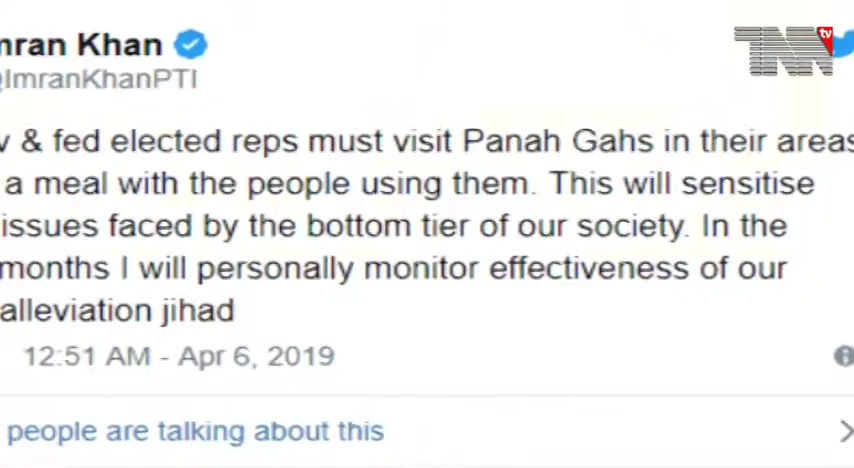 mran Khan
@ImranKhanPTI
TNN tv
v & fed elected reps must visit Panah Gahs in their areas
a meal with the people using them. This will sensitise
issues faced by the bottom tier of our society. In the
months I will personally monitor effectiveness of our
alleviation jihad
12:51 AM - Apr 6, 2019
people are talking about this